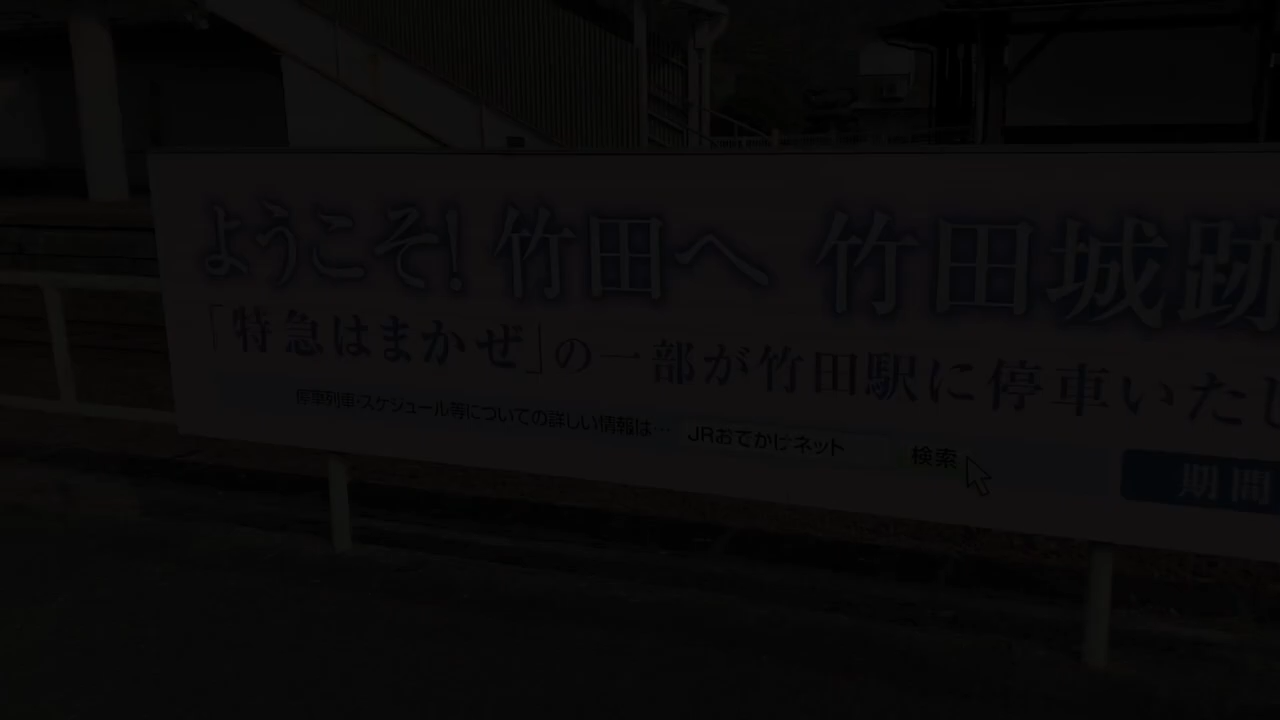 ようこそ!竹田へ 竹田城跡
「特急はまかぜ」の一部が竹田駅に停車いたし
停車列車・スケジュール等についての詳しい情報は… JRおでかけネット 検索
期間